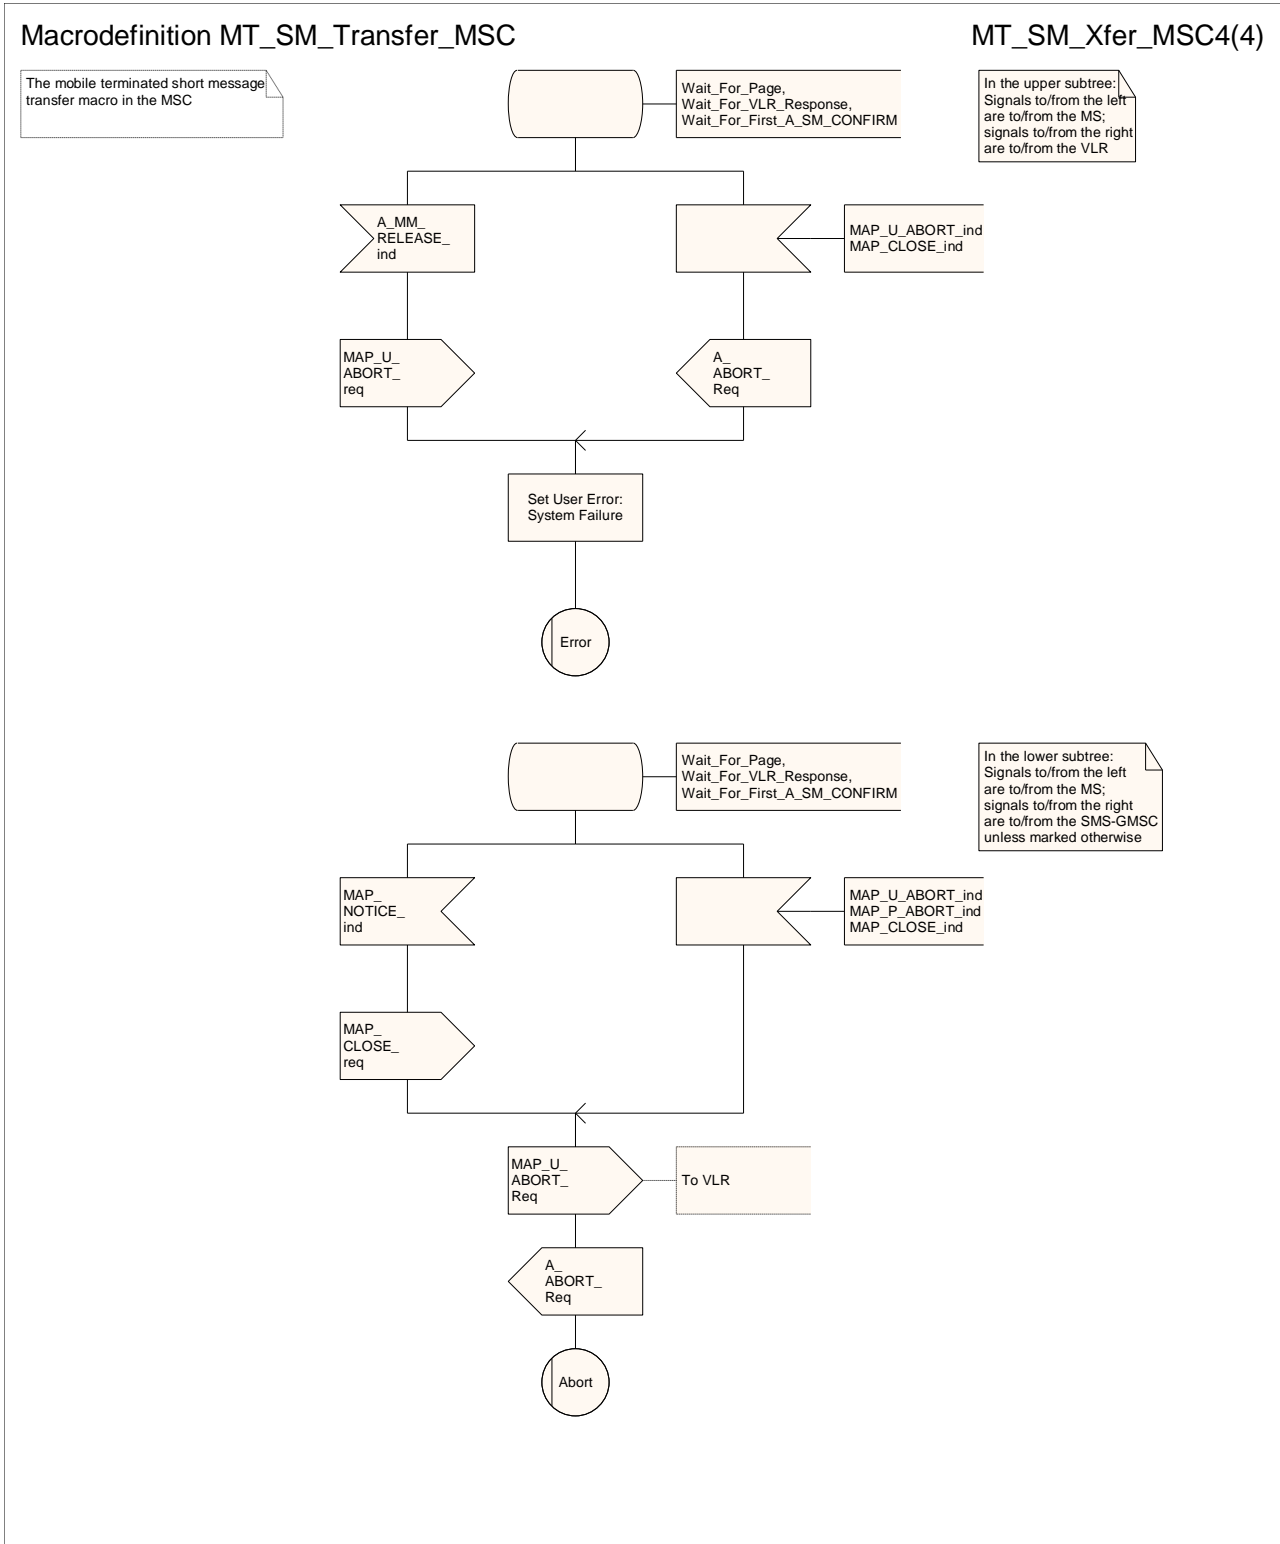 Macrodefinition MT_SM_Transfer_MSC
MT_SM_Xfer_MSC4(4)
The mobile terminated short message
transfer macro in the MSC
Wait_For_Page,
Wait_For_VLR_Response,
Wait_For_First_A_SM_CONFIRM
In the upper subtree:
Signals to/from the left
are to/from the MS;
signals to/from the right
are to/from the VLR
A_MM_
RELEASE_
ind
MAP_U_ABORT_ind
MAP_CLOSE_ind
MAP_U_
ABORT_
req
A_
ABORT_
Req
Set User Error:
System Failure
Error
Wait_For_Page,
Wait_For_VLR_Response,
Wait_For_First_A_SM_CONFIRM
In the lower subtree:
Signals to/from the left
are to/from the MS;
signals to/from the right
are to/from the SMS-GMSC
unless marked otherwise
MAP_
NOTICE_
ind
MAP_U_ABORT_ind
MAP_P_ABORT_ind
MAP_CLOSE_ind
MAP_
CLOSE_
req
MAP_U_
ABORT_
Req
To VLR
A_
ABORT_
Req
Abort